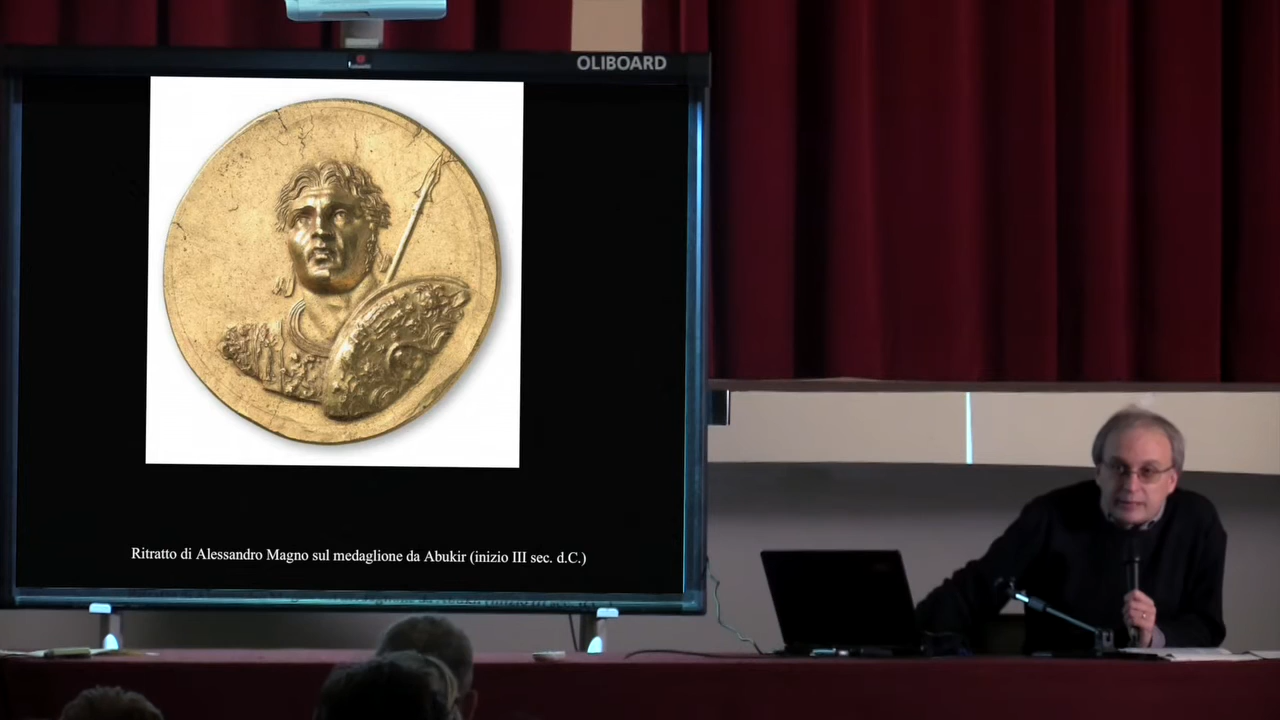 OLIBOARD
Ritratto di Alessandro Magno sul medaglione da Abukir (inizio III sec. d.C.)